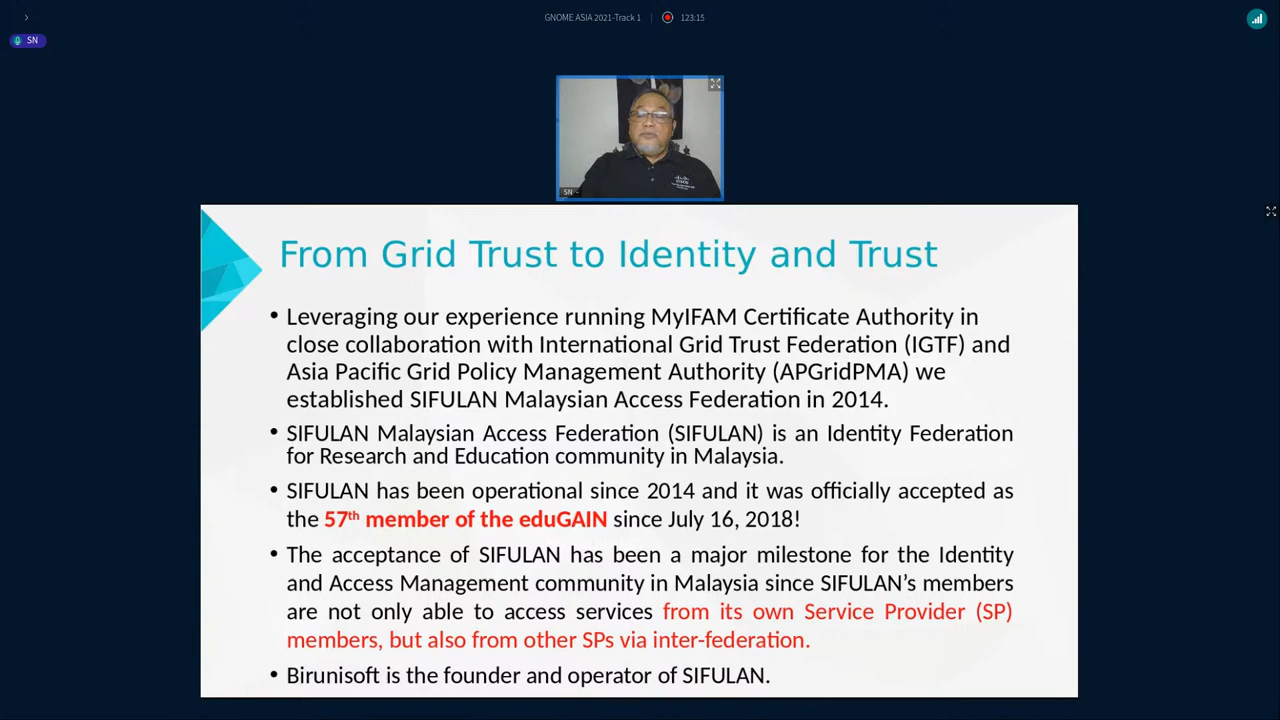 GNOME ASIA 2021-Track 1
123:15
SN
SN
From Grid Trust to Identity and Trust
• Leveraging our experience running MyIFAM Certificate Authority in
close collaboration with International Grid Trust Federation (IGTF) and
Asia Pacific Grid Policy Management Authority (APGridPMA) we
established SIFULAN Malaysian Access Federation in 2014.
• SIFULAN Malaysian Access Federation (SIFULAN) is an Identity Federation
for Research and Education community in Malaysia.
• SIFULAN has been operational since 2014 and it was officially accepted as
the 57th member of the eduGAIN since July 16, 2018!
• The acceptance of SIFULAN has been a major milestone for the Identity
and Access Management community in Malaysia since SIFULAN’s members
are not only able to access services from its own Service Provider (SP)
members, but also from other SPs via inter-federation.
• Birunisoft is the founder and operator of SIFULAN.